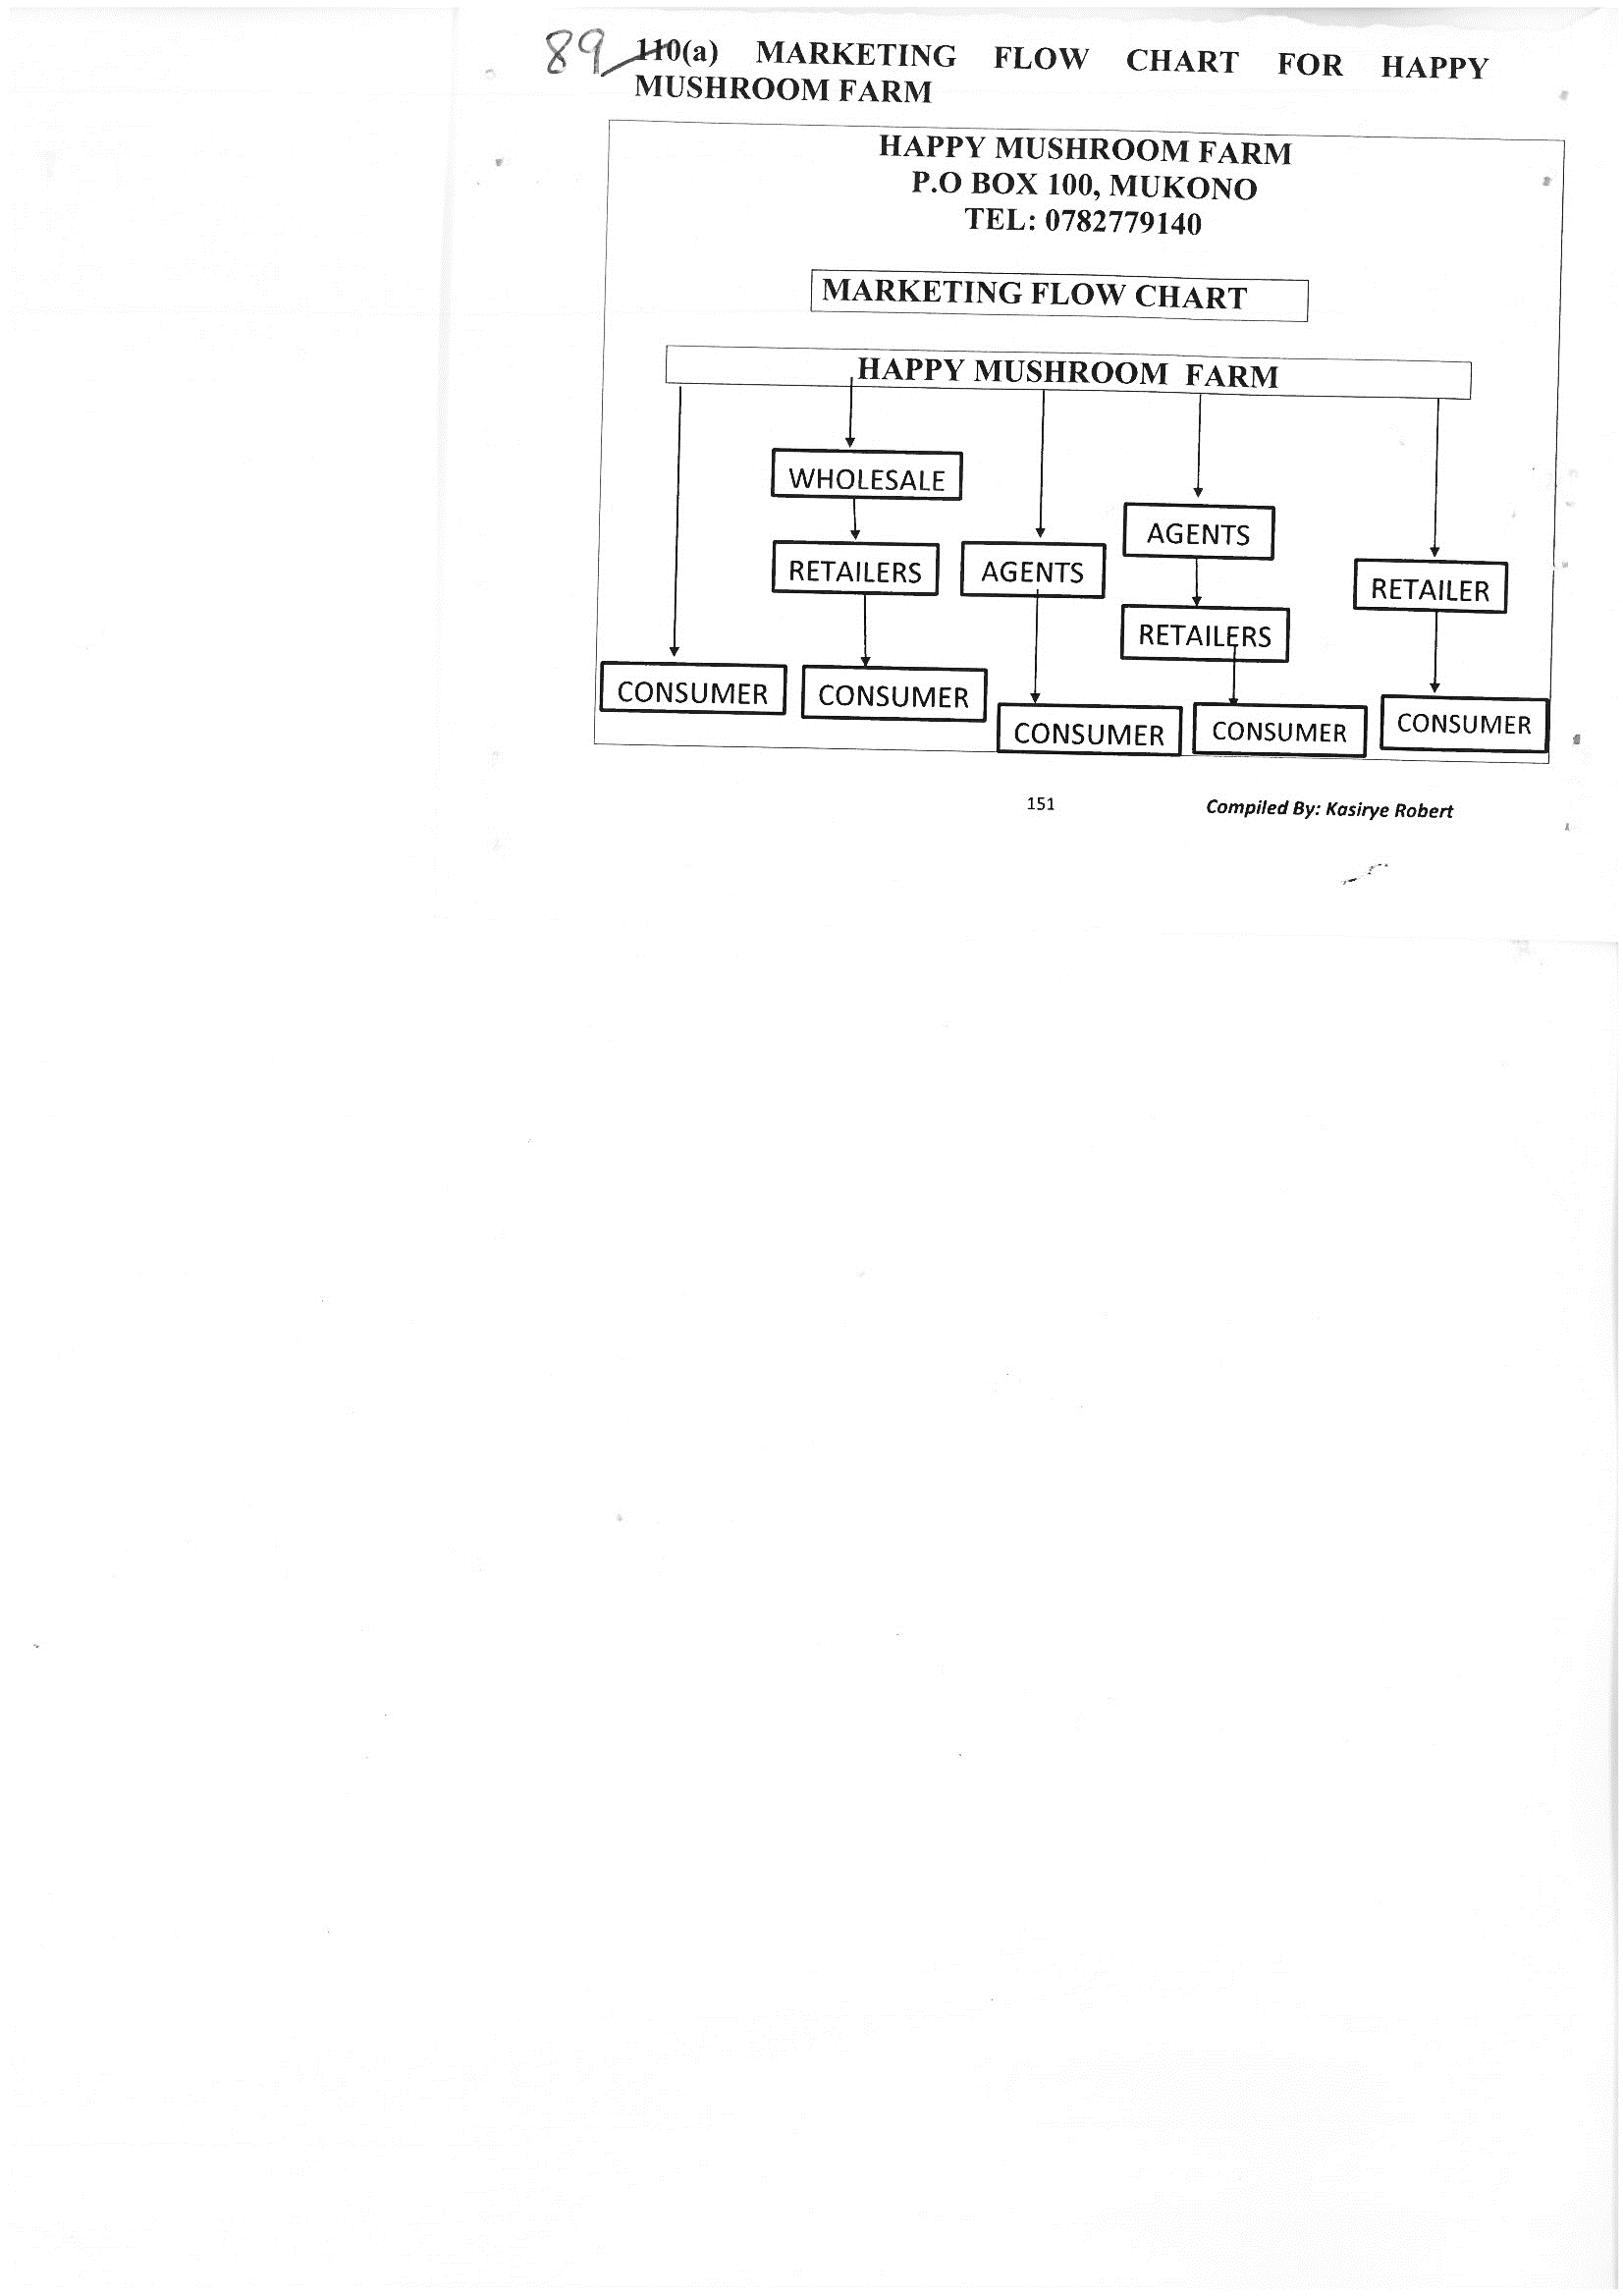 89 110(a) MARKETING FLOW CHART FOR HAPPY
MUSHROOM FARM
HAPPY MUSHROOM FARM
P.O BOX 100, MUKONO
TEL: 0782779140
MARKETING FLOW CHART
HAPPY MUSHROOM FARM
WHOLESALE
AGENTS
RETAILERS
AGENTS
RETAILER
RETAILERS
CONSUMER
CONSUMER
CONSUMER
CONSUMER
CONSUMER
151
Compiled By: Kasirye Robert